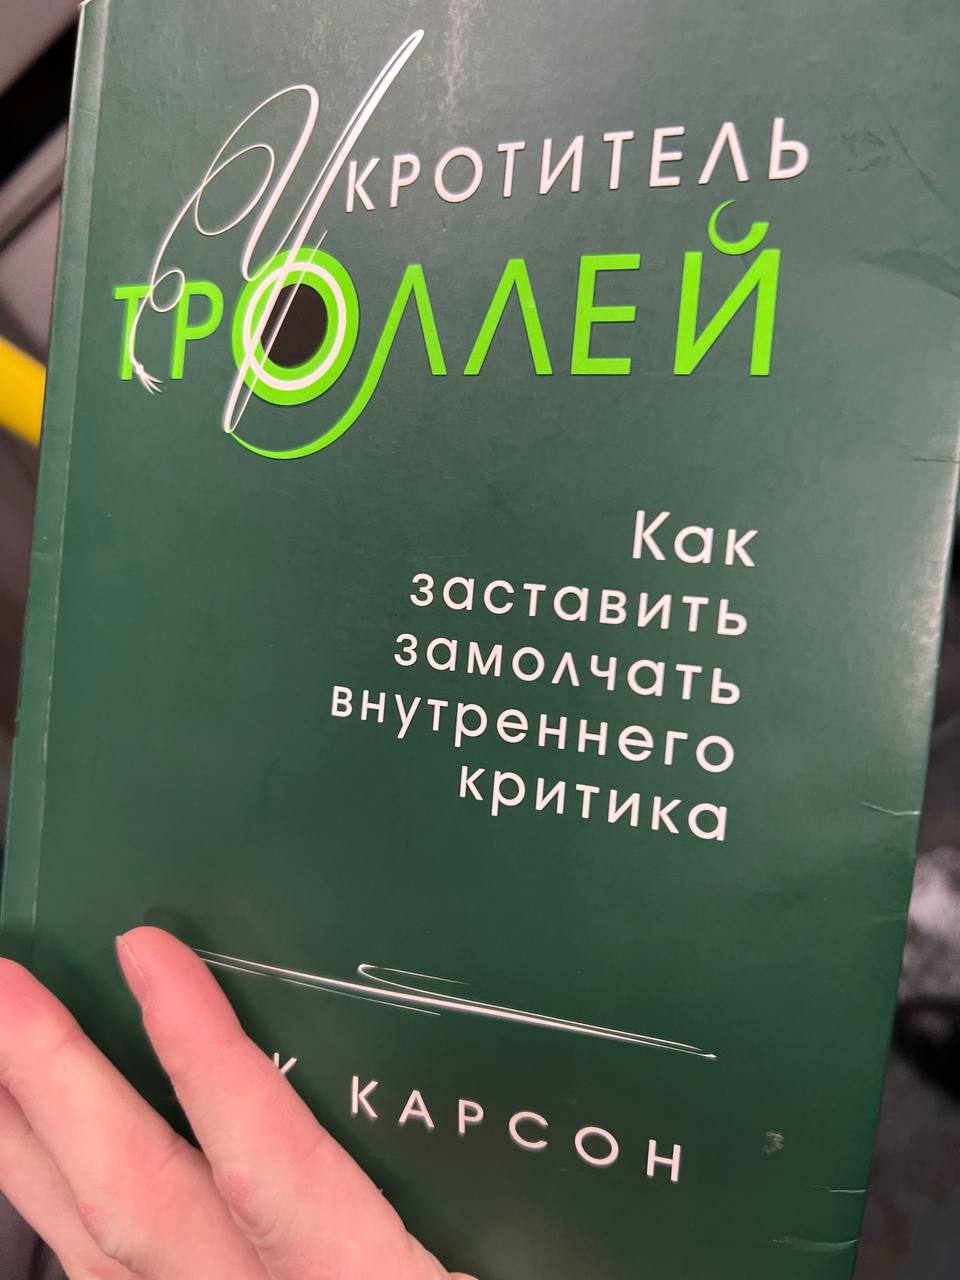 УКРОТИТЕЛЬ
ТРОЛЛЕЙ
Как
заставить
замолчать
внутреннего
критика
КАРСОН